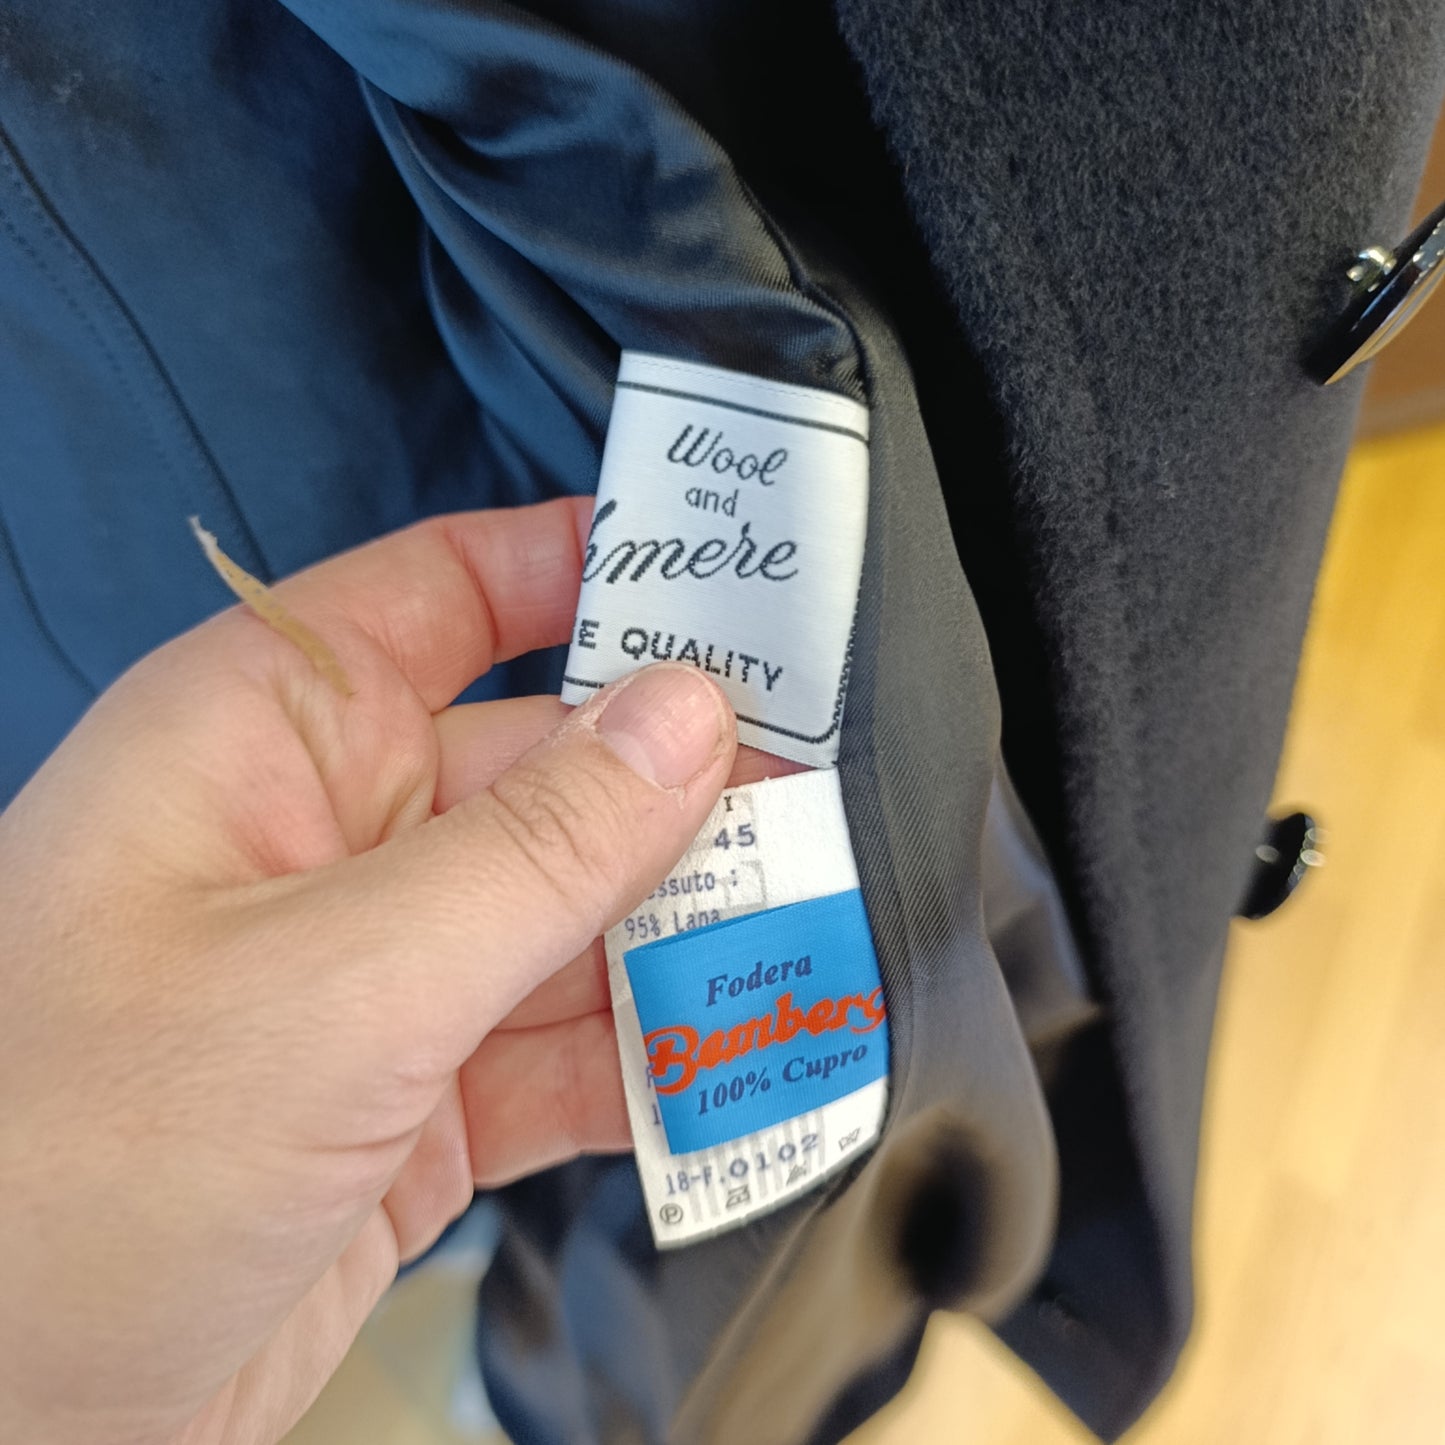 Wool
and
hmere
E QUALITY
I
45
ssuto :
95% Lana
Fodera
Bemberg
100% Cupro
18-F.0102
P